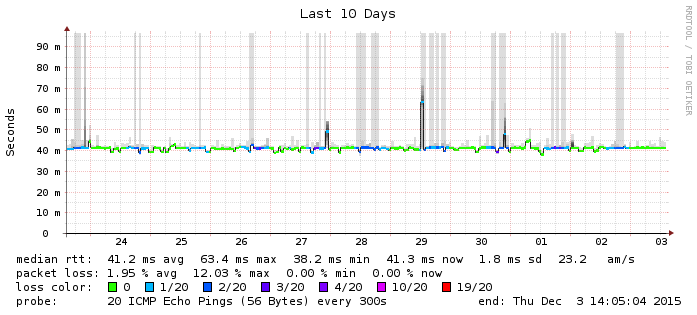 Last 10 Days
RRDTOOL / TOBI OETIKER
Seconds
90 m
80 m
70 m
60 m
50 m
40 m
30 m
20 m
10 m
0
24 25 26 27 28 29 30 01 02 03
median rtt: 41.2 ms avg 63.4 ms max 38.2 ms min 41.3 ms now 1.8 ms sd 23.2 am/s
packet loss: 1.95 % avg 12.03 % max 0.00 % min 0.00 % now
loss color: 0 1/20 2/20 3/20 4/20 10/20 19/20
probe: 20 ICMP Echo Pings (56 Bytes) every 300s end: Thu Dec 3 14:05:04 2015